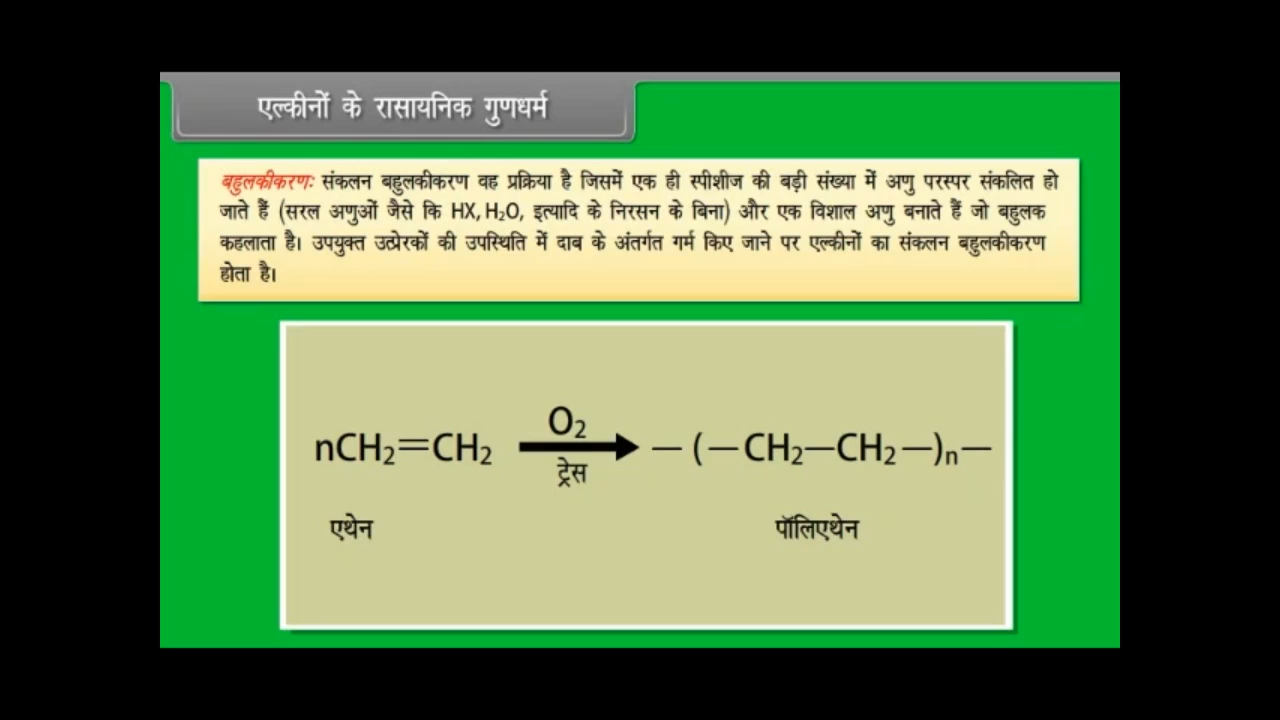 एल्कीनों के रासायनिक गुणधर्म
बहुलकीकरणः संकलन बहुलकीकरण वह प्रक्रिया है जिसमें एक ही स्पीशीज की बड़ी संख्या में अणु परस्पर संकलित हो
जाते हैं (सरल अणुओं जैसे कि HX, H₂O, इत्यादि के निरसन के बिना) और एक विशाल अणु बनाते हैं जो बहुलक
कहलाता है। उपयुक्त उत्प्रेरकों की उपस्थिति में दाब के अंतर्गत गर्म किए जाने पर एल्कीनों का संकलन बहुलकीकरण
होता है।
O₂
nCH₂=CH₂ —(—CH₂—CH₂—)ₙ—
ट्रेस
एथेन पॉलिएथेन